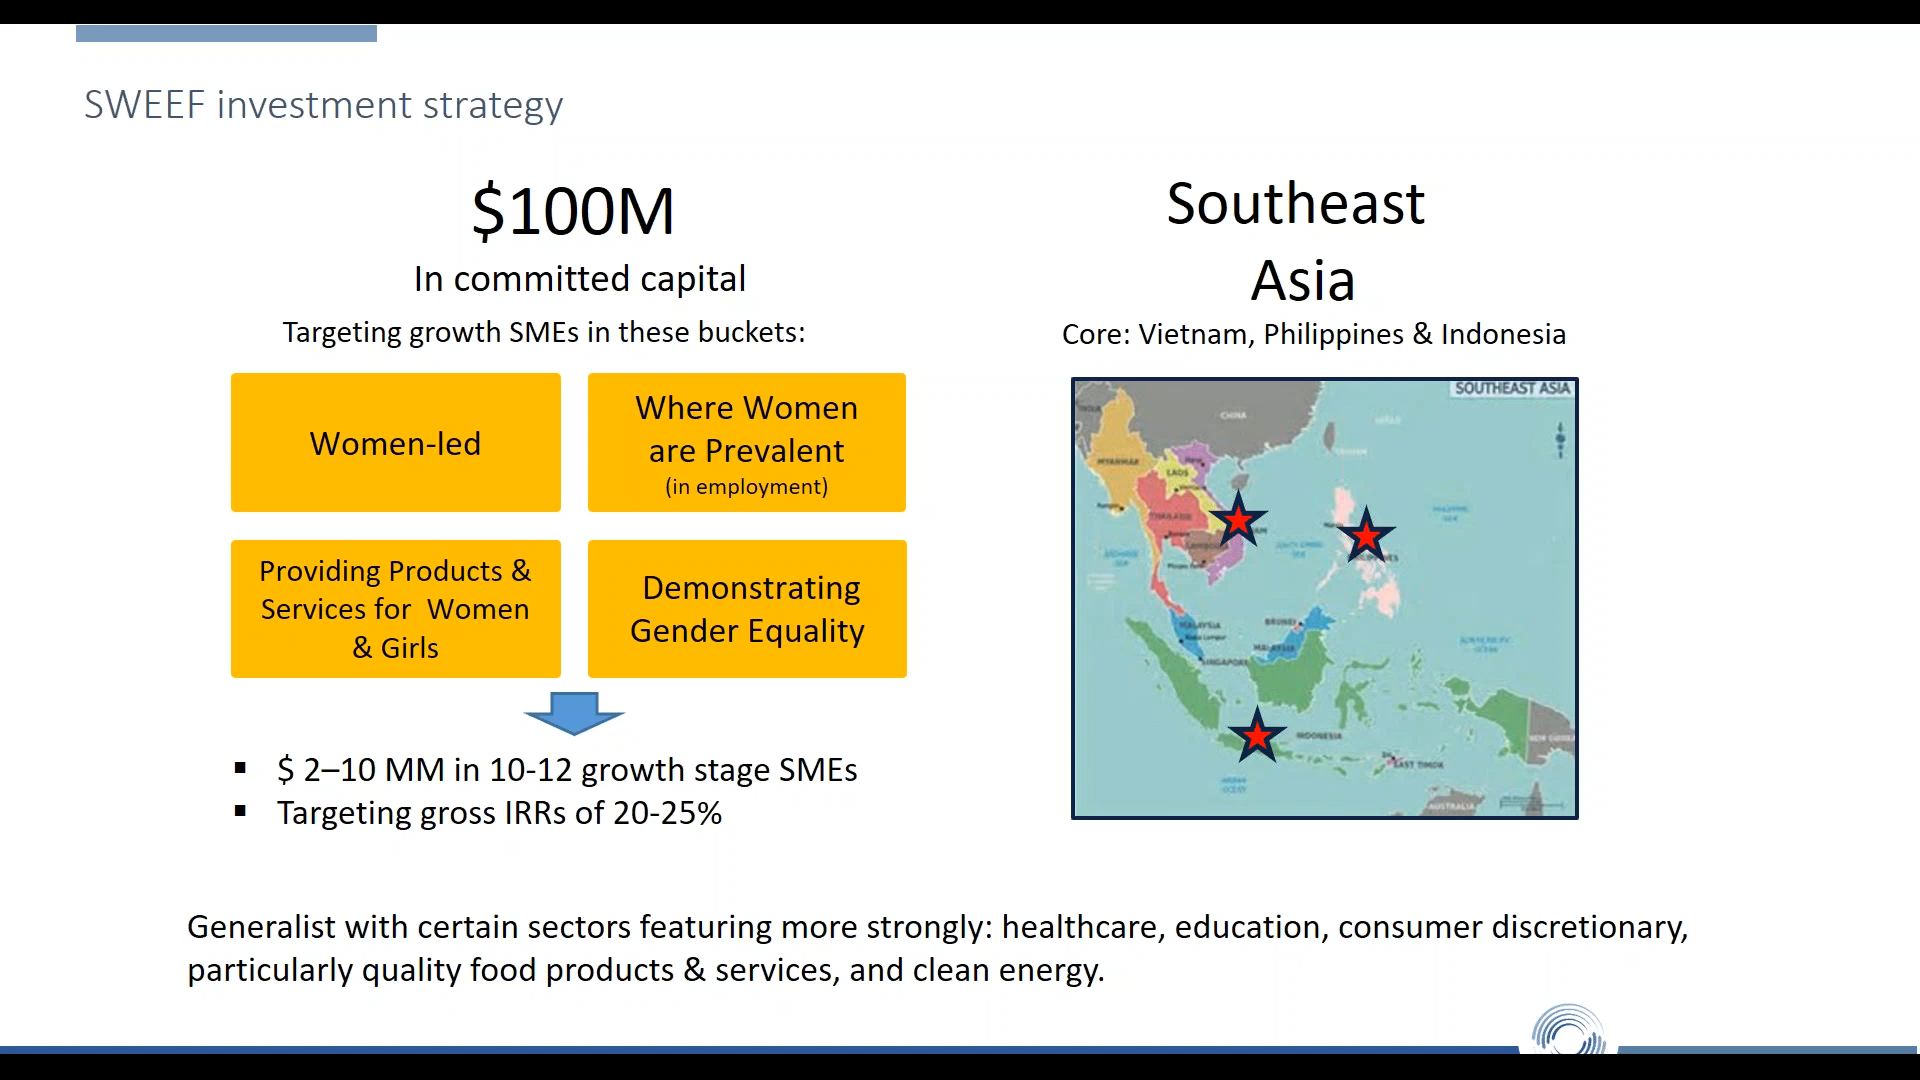 SWEEF investment strategy
$100M
In committed capital
Targeting growth SMEs in these buckets:
Women-led
Where Women
are Prevalent
(in employment)
Providing Products &
Services for  Women
& Girls
Demonstrating
Gender Equality
▪ $ 2–10 MM in 10-12 growth stage SMEs
▪ Targeting gross IRRs of 20-25%
Southeast
Asia
Core: Vietnam, Philippines & Indonesia
SOUTHEAST ASIA
CHINA
MYANMAR
LAOS
THAILAND
CAMBODIA
MALAYSIA
Kuala Lumpur
SINGAPORE
BRUNEI
MALAYSIA
INDONESIA
EAST TIMOR
AUSTRALIA
Generalist with certain sectors featuring more strongly: healthcare, education, consumer discretionary,
particularly quality food products & services, and clean energy.